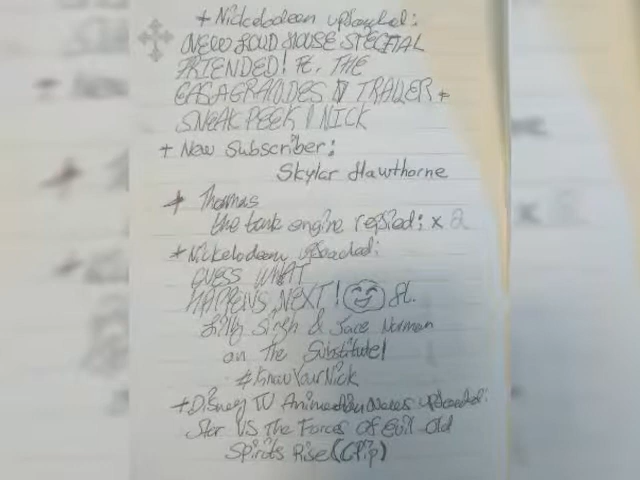 + Nickelodeon uploaded:
NEW LOUD HOUSE SPECIAL
EXTENDED! ft. THE
CASAGRANDES TRAILER +
SNEAK PEEK | NICK
+ New Subscriber:
Skylar Hawthorne
+ Thomas
the tank engine replied: x 2
+ Nickelodeon uploaded:
GUESS WHAT
HAPPENS NEXT! 😄 ft.
Lilly Singh & Jace Norman
on The Substitute|
#KnowYourNick
+ Disney TV Animation News uploaded:
Star VS The Forces Of Evil Old
Spirits Rise (Clip)